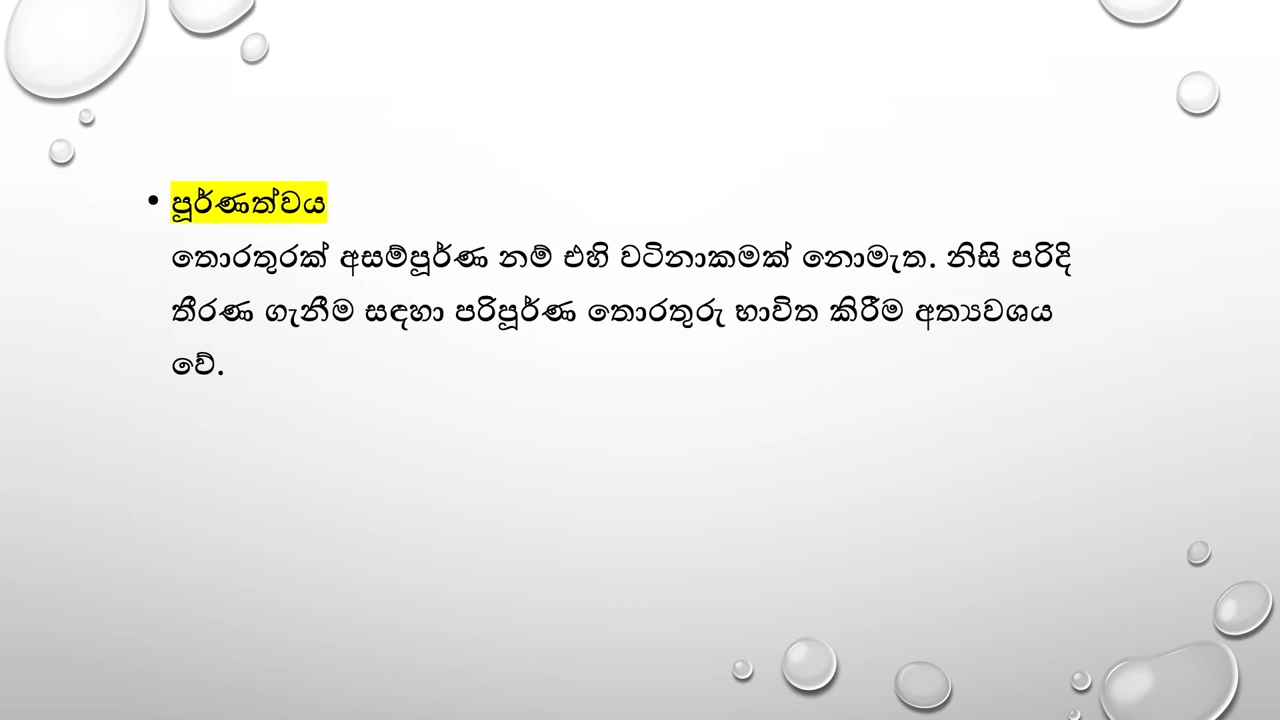 • පූර්ණත්වය
තොරතුරක් අසම්පූර්ණ නම් එහි වටිනාකමක් නොමැත. නිසි පරිදි
තීරණ ගැනීම සඳහා පරිපූර්ණ තොරතුරු භාවිත කිරීම අත්‍යවශය
වේ.